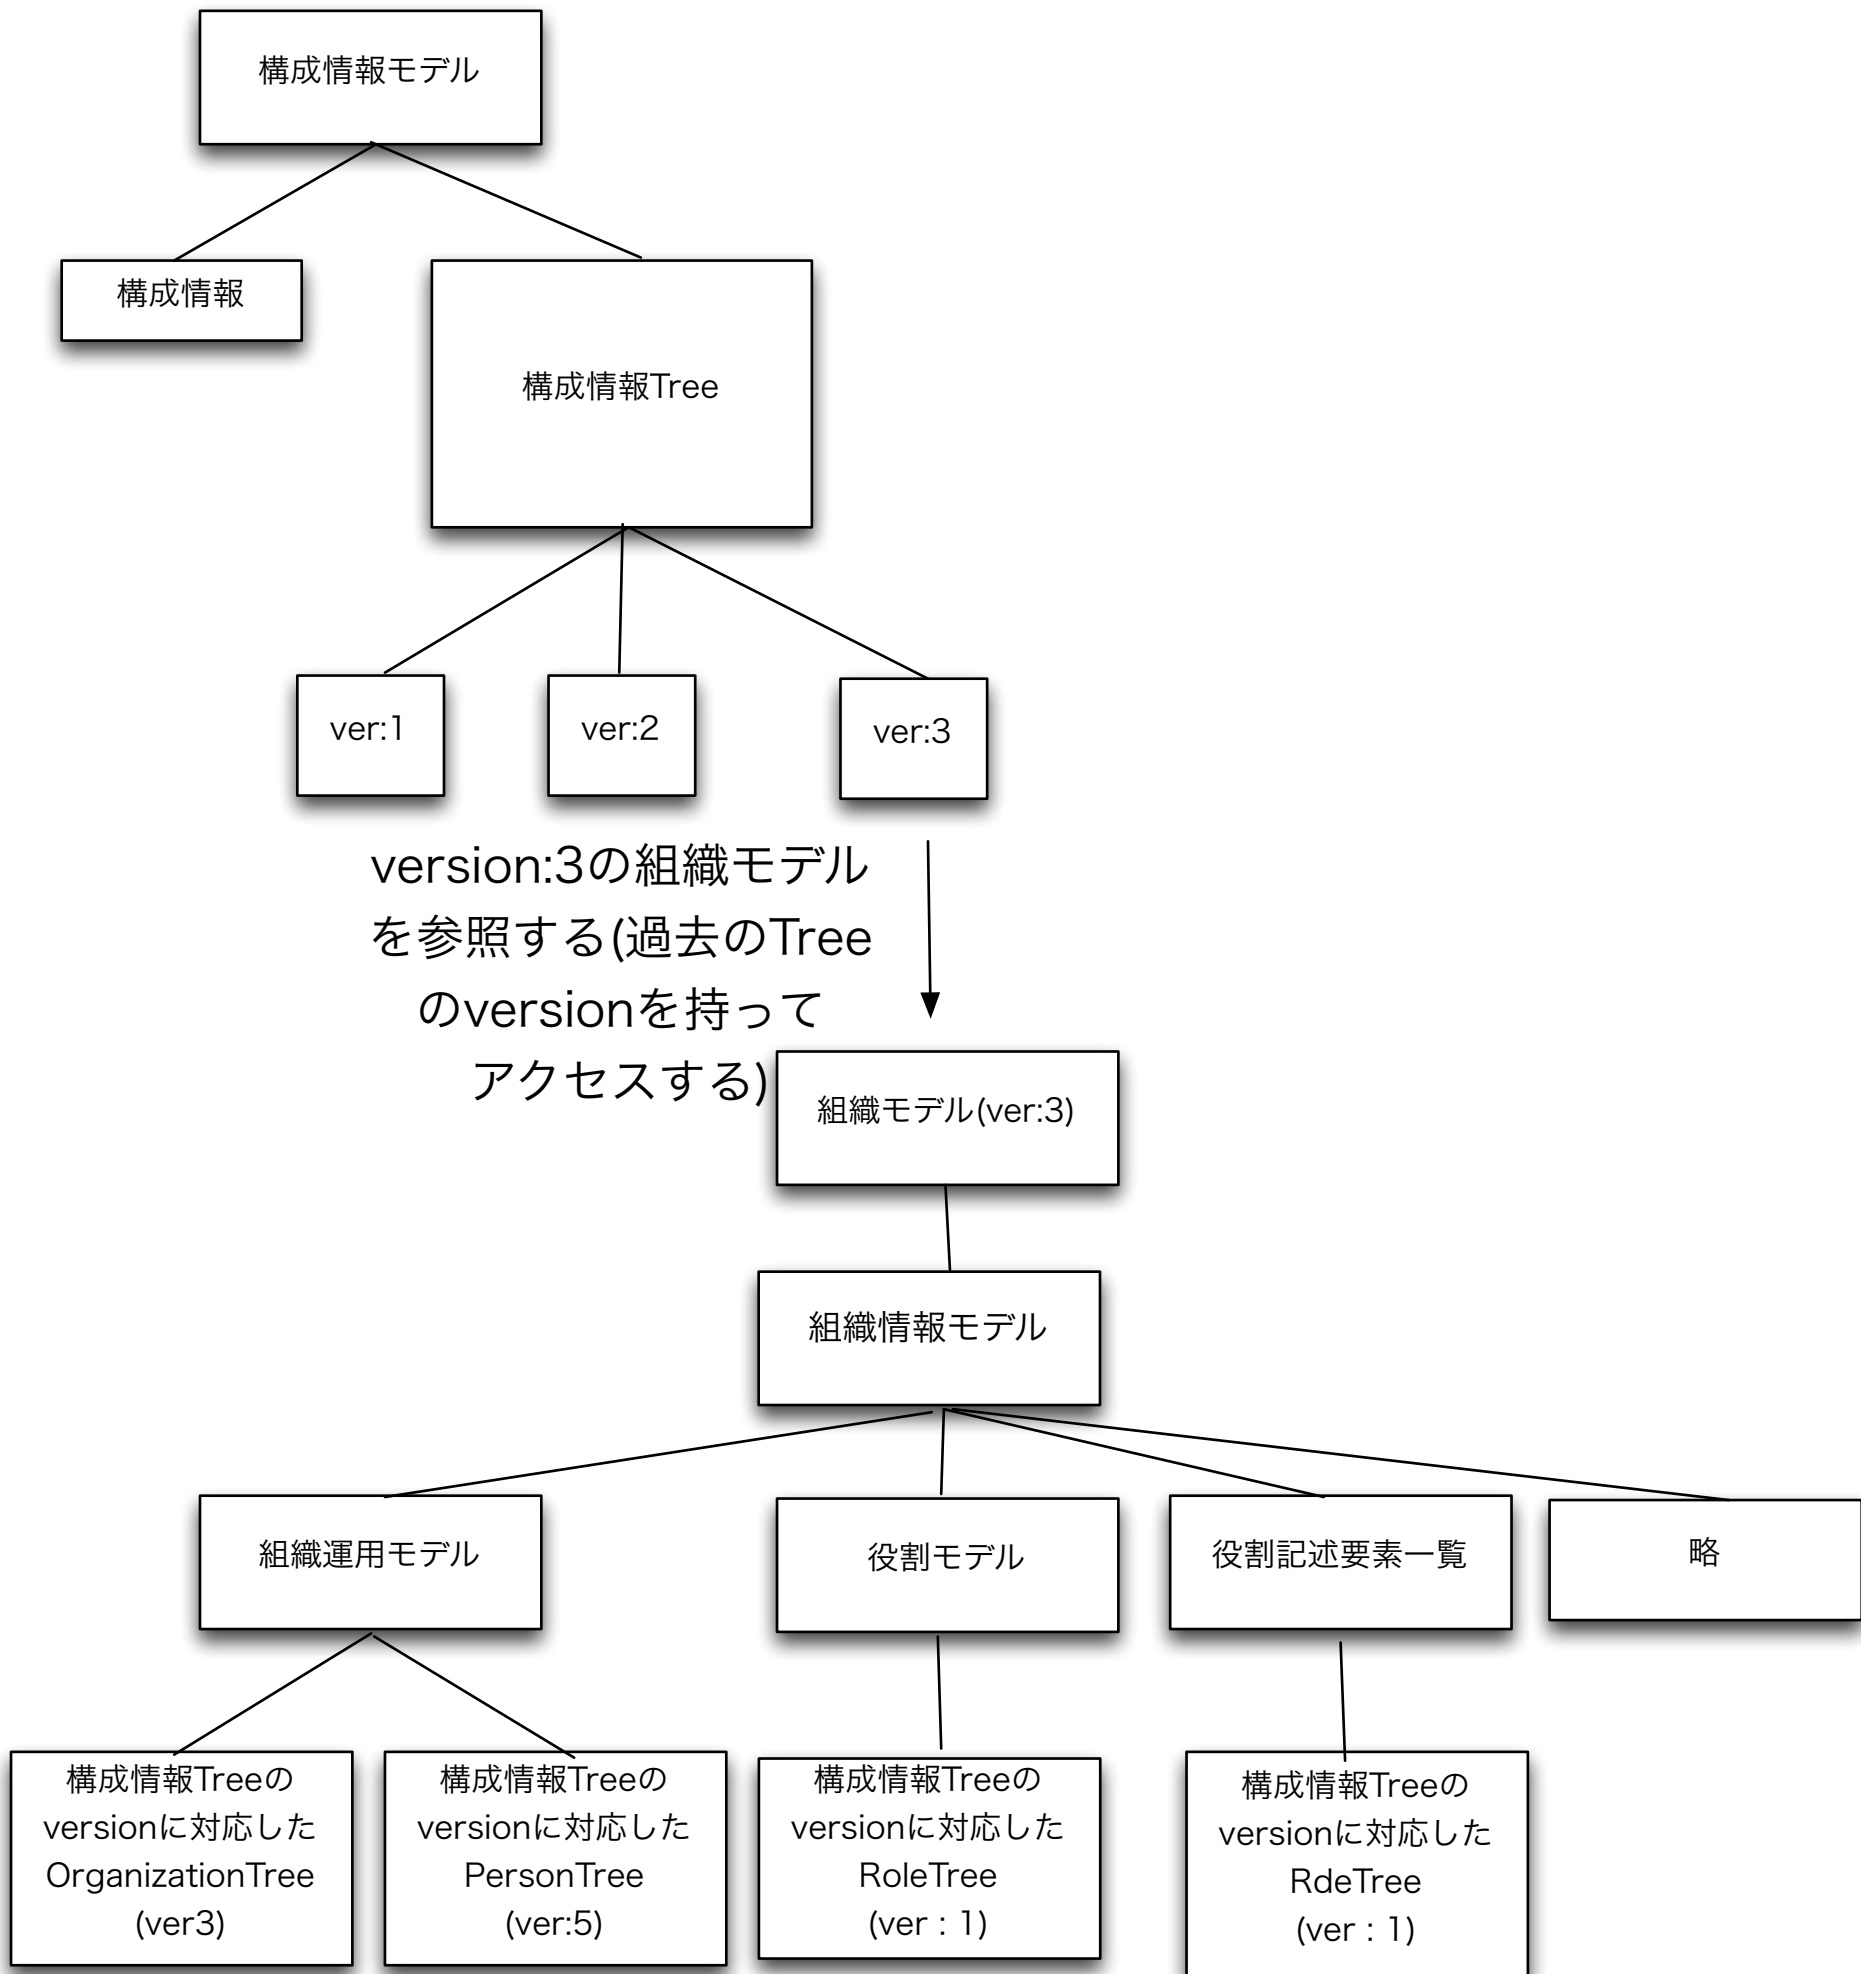 構成情報モデル
構成情報
構成情報Tree
ver:1
ver:2
ver:3
version:3の組織モデル
を参照する(過去のTree
のversionを持って
アクセスする)
組織モデル(ver:3)
組織情報モデル
組織運用モデル
役割モデル
役割記述要素一覧
略
構成情報Treeの
versionに対応した
OrganizationTree
(ver3)
構成情報Treeの
versionに対応した
PersonTree
(ver:5)
構成情報Treeの
versionに対応した
RoleTree
(ver : 1)
構成情報Treeの
versionに対応した
RdeTree
(ver : 1)